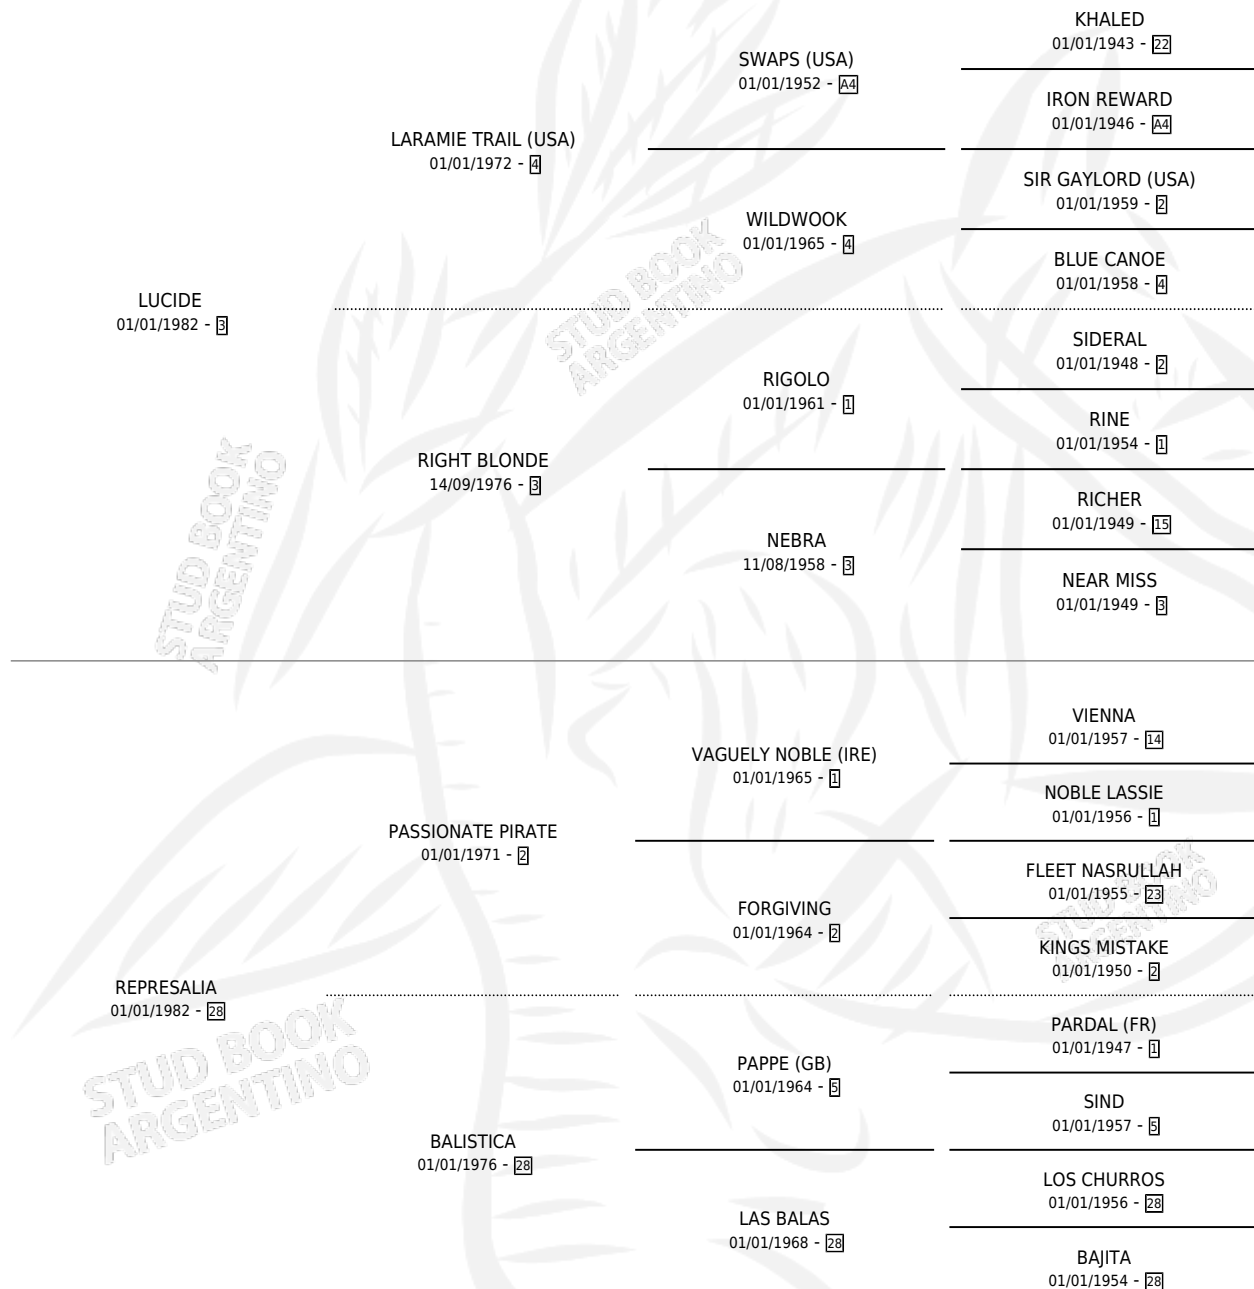 KHALED
01/01/1943 - 22
SWAPS (USA)
01/01/1952 - A4
IRON REWARD
01/01/1946 - A4
LARAMIE TRAIL (USA)
01/01/1972 - 4
SIR GAYLORD (USA)
01/01/1959 - 2
WILDWOOK
01/01/1965 - 4
BLUE CANOE
01/01/1958 - 4
LUCIDE
01/01/1982 - 3
SIDERAL
01/01/1948 - 2
RIGOLO
01/01/1961 - 1
RINE
01/01/1954 - 1
RIGHT BLONDE
14/09/1976 - 3
RICHER
01/01/1949 - 15
NEBRA
11/08/1958 - 3
NEAR MISS
01/01/1949 - 3
VIENNA
01/01/1957 - 14
VAGUELY NOBLE (IRE)
01/01/1965 - 1
NOBLE LASSIE
01/01/1956 - 1
PASSIONATE PIRATE
01/01/1971 - 2
FLEET NASRULLAH
01/01/1955 - 23
FORGIVING
01/01/1964 - 2
KINGS MISTAKE
01/01/1950 - 2
REPRESALIA
01/01/1982 - 28
PARDAL (FR)
01/01/1947 - 1
PAPPE (GB)
01/01/1964 - 5
SIND
01/01/1957 - 5
BALISTICA
01/01/1976 - 28
LOS CHURROS
01/01/1956 - 28
LAS BALAS
01/01/1968 - 28
BAJITA
01/01/1954 - 28
STUD BOOK
ARGENTINO
STUD BOOK
ARGENTINO
STUD BOOK
ARGENTINO
STUD BOOK
ARGENTINO